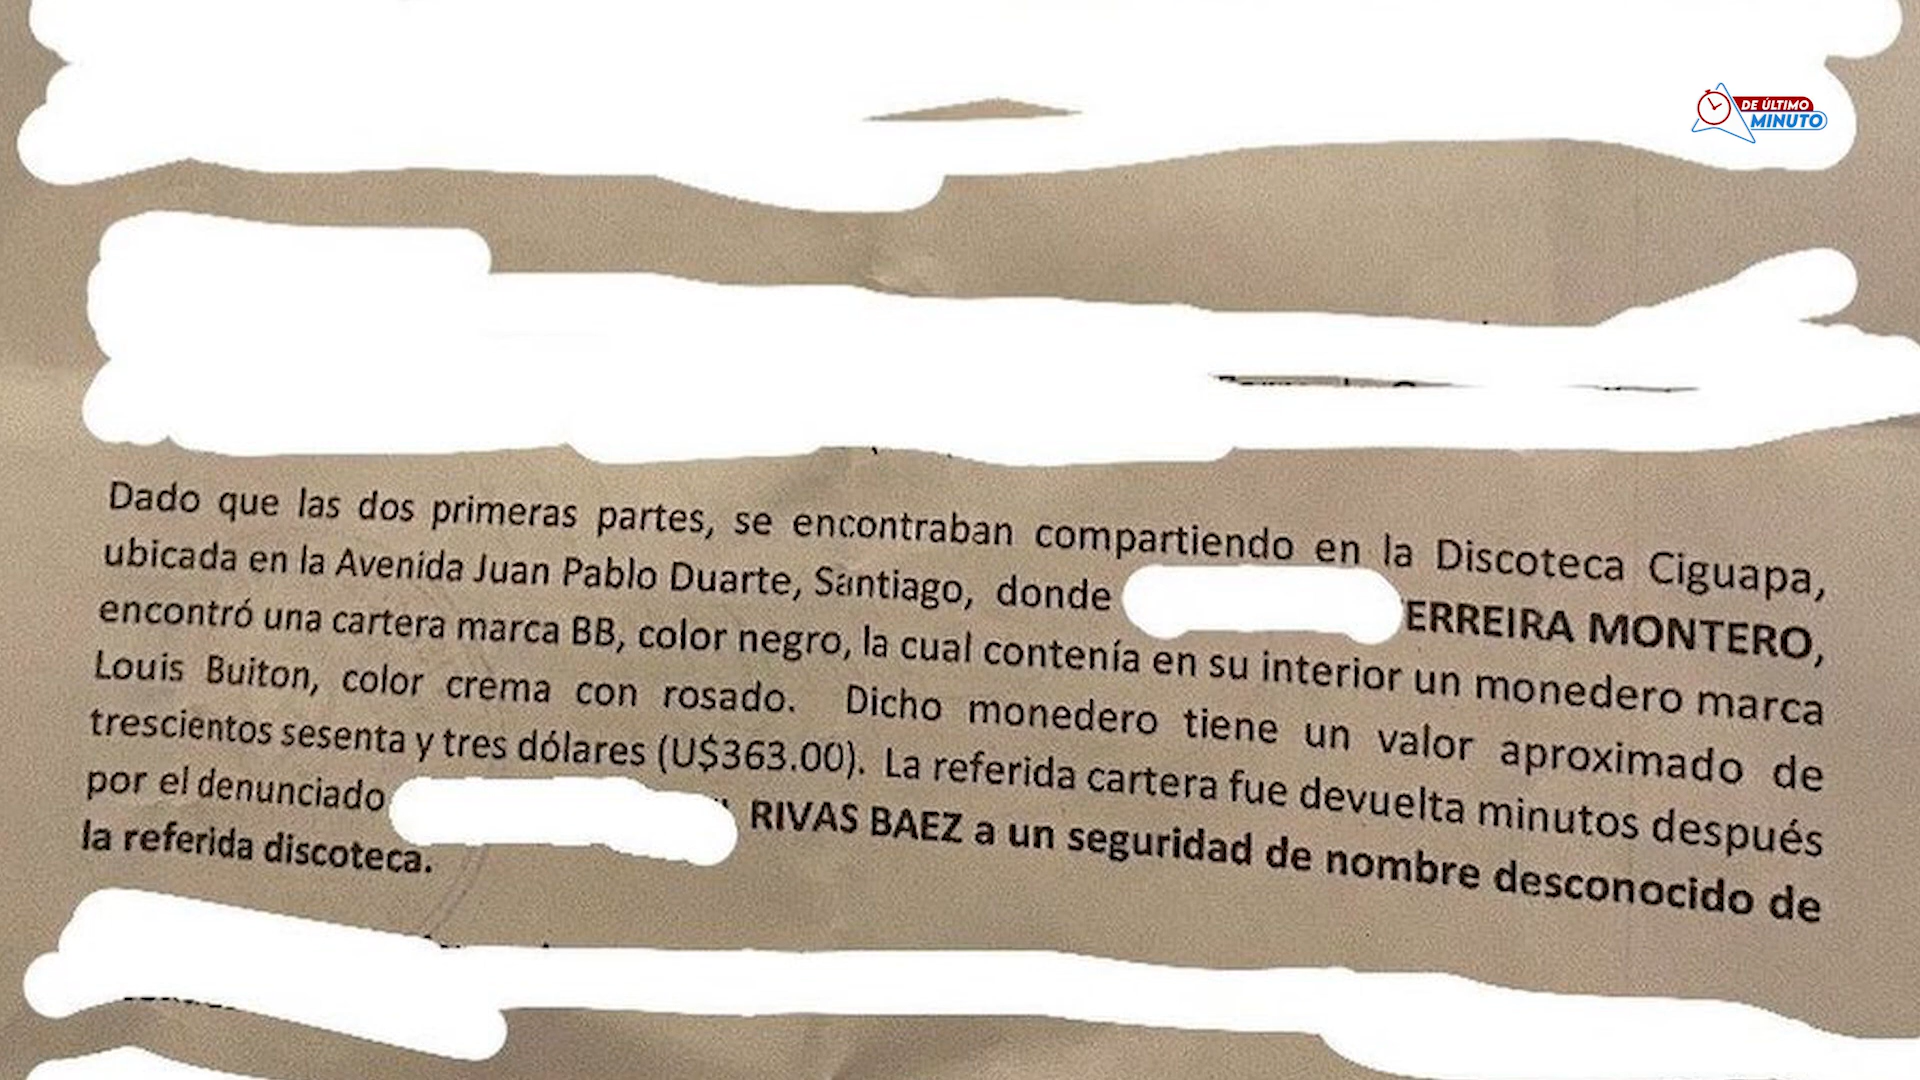 DE ÚLTIMO
MINUTO
Dado que las dos primeras partes, se encontraban compartiendo en la Discoteca Ciguapa,
ubicada en la Avenida Juan Pablo Duarte, Santiago, donde ERREIRA MONTERO,
encontró una cartera marca BB, color negro, la cual contenía en su interior un monedero marca
Louis Buiton, color crema con rosado. Dicho monedero tiene un valor aproximado de
trescientos sesenta y tres dólares (U$363.00). La referida cartera fue devuelta minutos después
por el denunciado RIVAS BAEZ a un seguridad de nombre desconocido de
la referida discoteca.